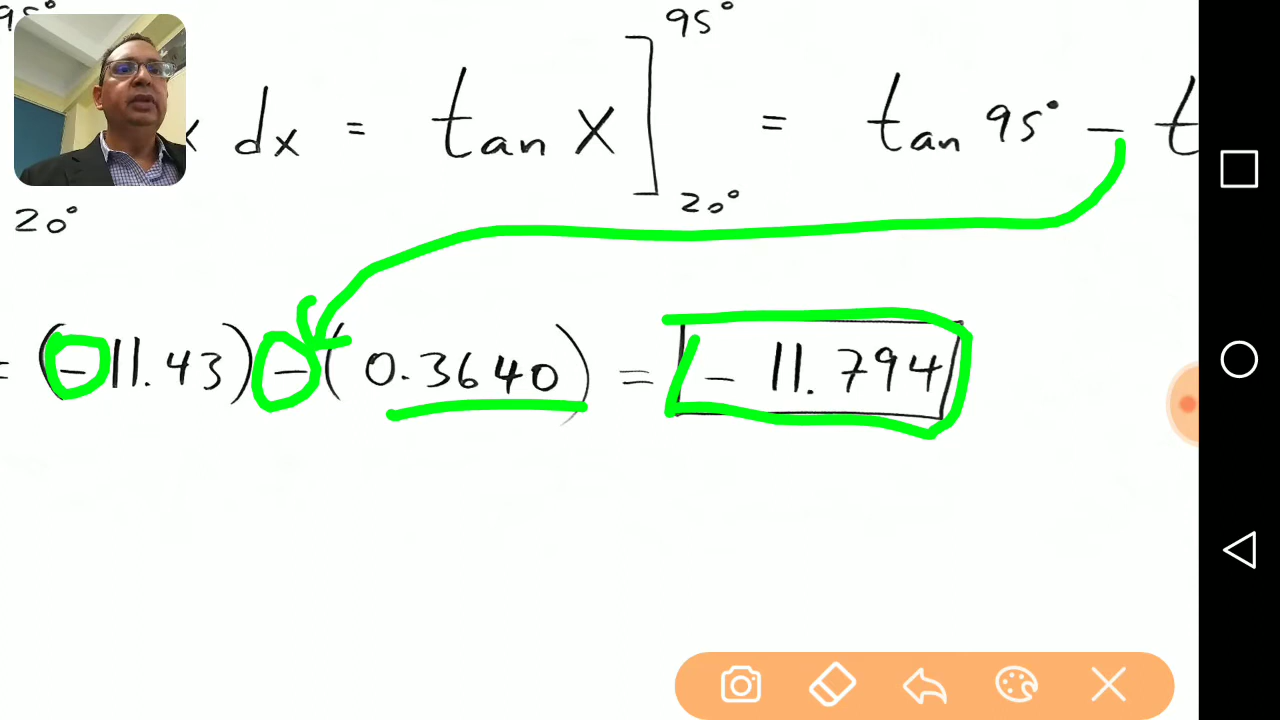 95°
x dx = tan x ]
95°
20°
= tan 95° - t
20°
= (-11.43) - (0.3640) = - 11.794